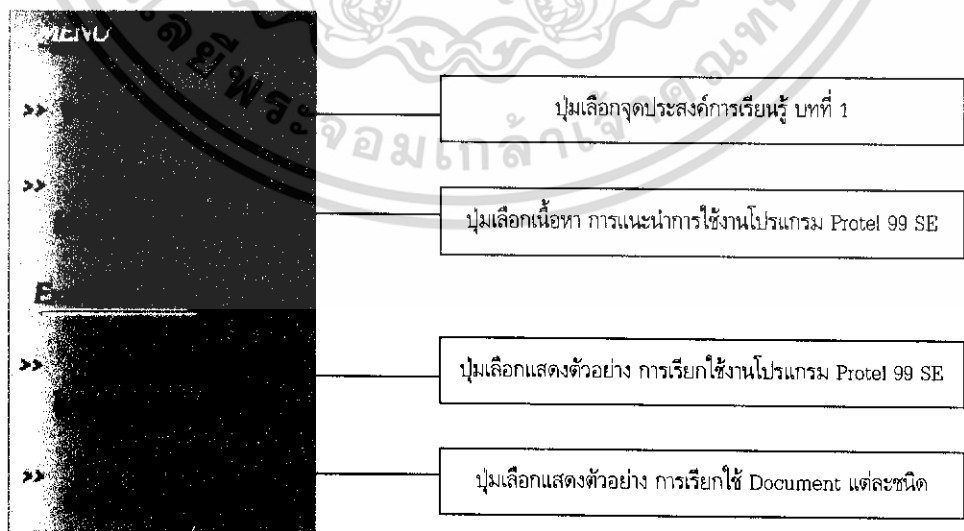 MENU
ปุ่มเลือกจุดประสงค์การเรียนรู้ บทที่ 1
ปุ่มเลือกเนื้อหา การแนะนำการใช้งานโปรแกรม Protel 99 SE
ปุ่มเลือกแสดงตัวอย่าง การเรียกใช้งานโปรแกรม Protel 99 SE
ปุ่มเลือกแสดงตัวอย่าง การเรียกใช้ Document แต่ละชนิด